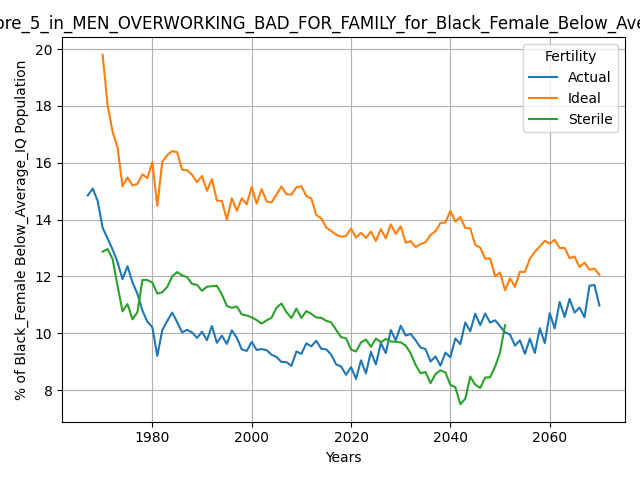 ore_5_in_MEN_OVERWORKING_BAD_FOR_FAMILY_for_Black_Female_Below_Ave
% of Black_Female Below_Average_IQ Population
20
18
16
14
12
10
8
Fertility
Actual
Ideal
Sterile
1980
2000
2020
2040
2060
Years